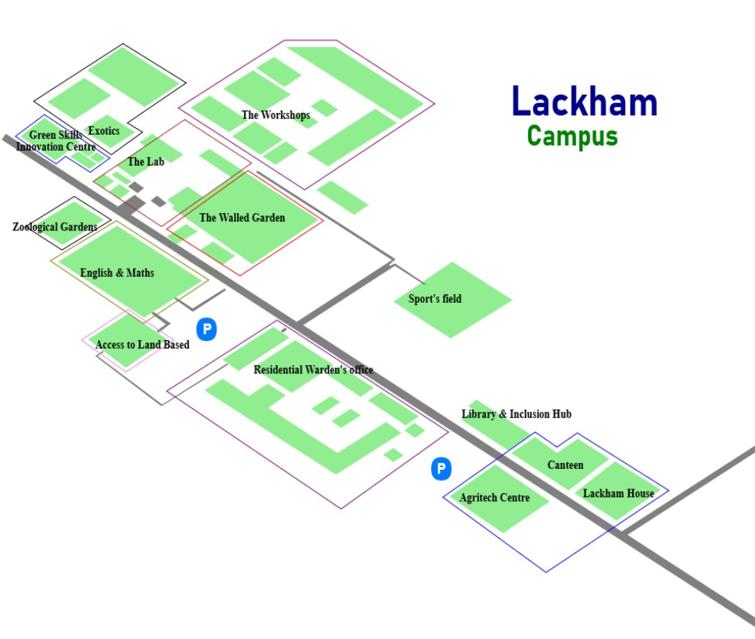 Lackham
Campus
The Workshops
Exotics
Green Skills
Innovation Centre
The Lab
The Walled Garden
Zoological Gardens
English & Maths
Sport's field
P
Access to Land Based
Residential Warden's office
Library & Inclusion Hub
P
Canteen
Lackham House
Agritech Centre